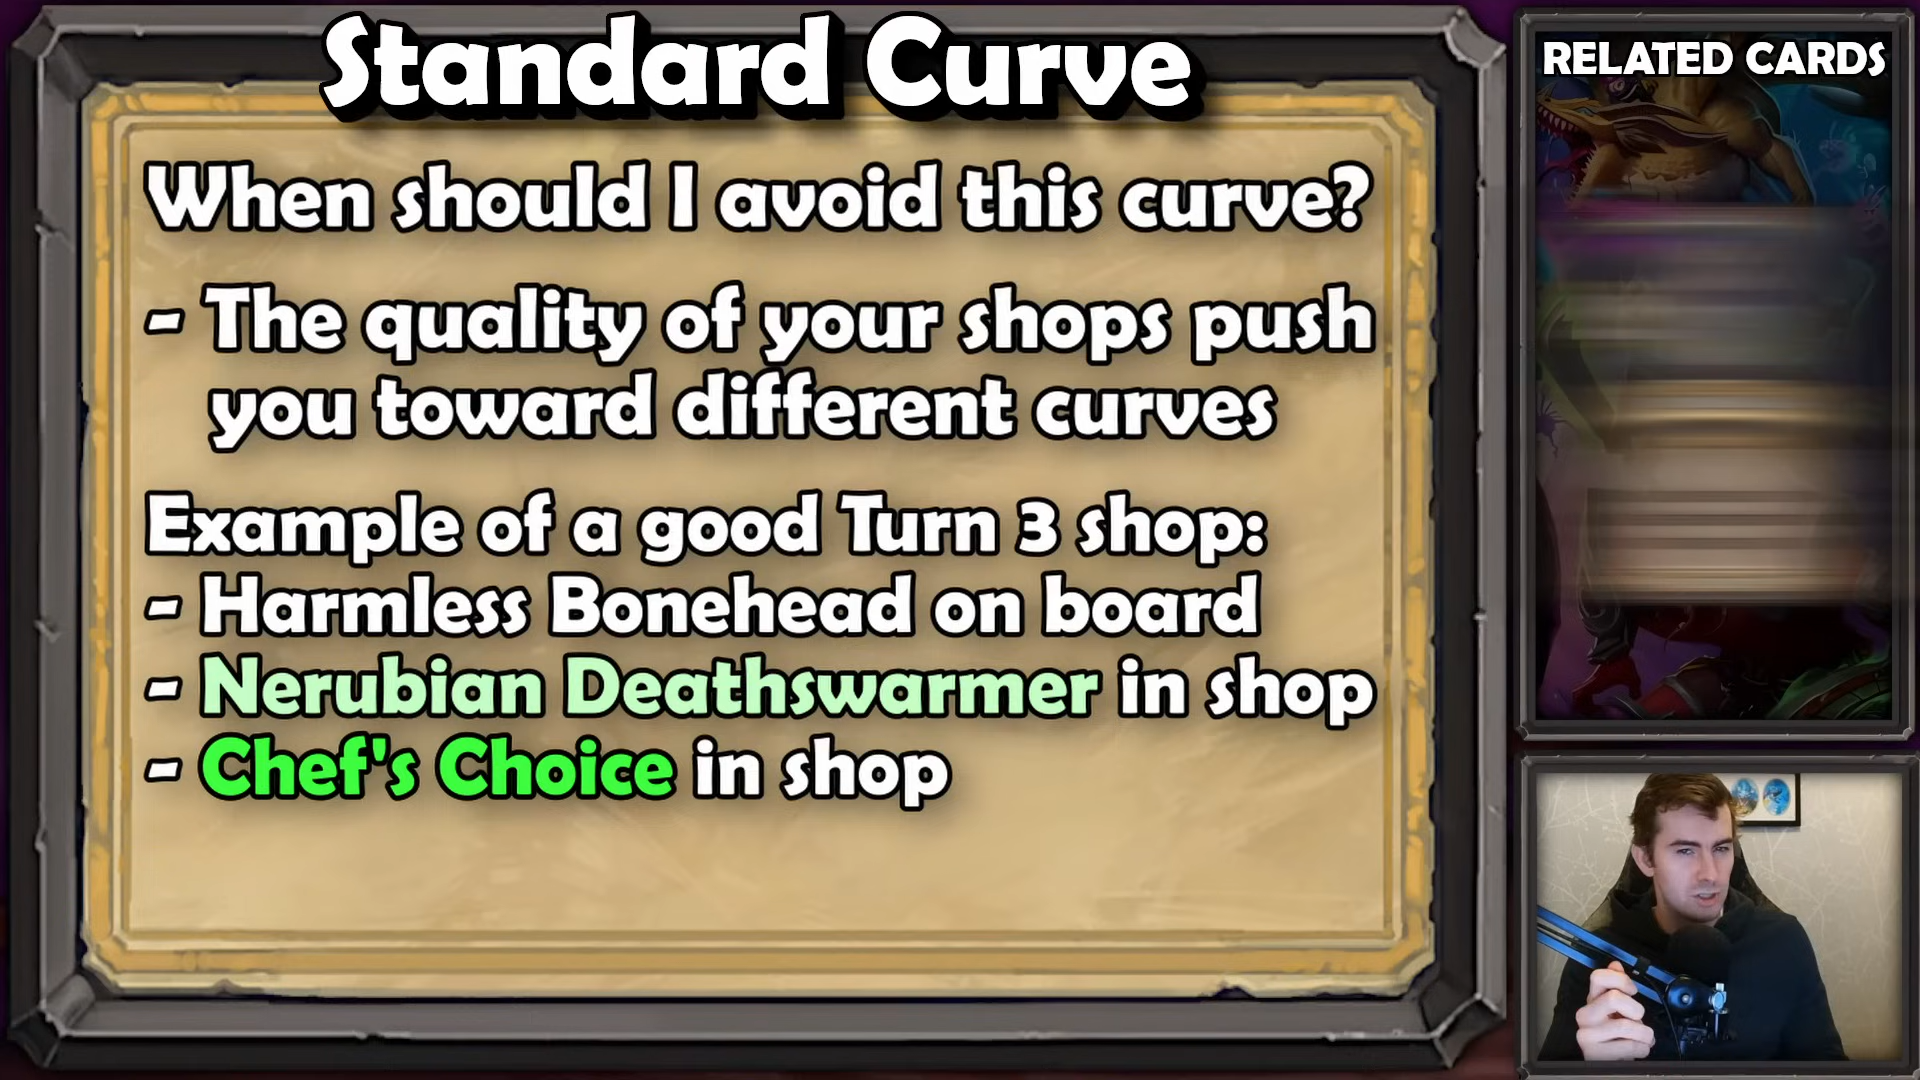 Standard Curve
When should I avoid this curve?
- The quality of your shops push
you toward different curves
Example of a good Turn 3 shop:
- Harmless Bonehead on board
- Nerubian Deathswarmer in shop
- Chef's Choice in shop
RELATED CARDS